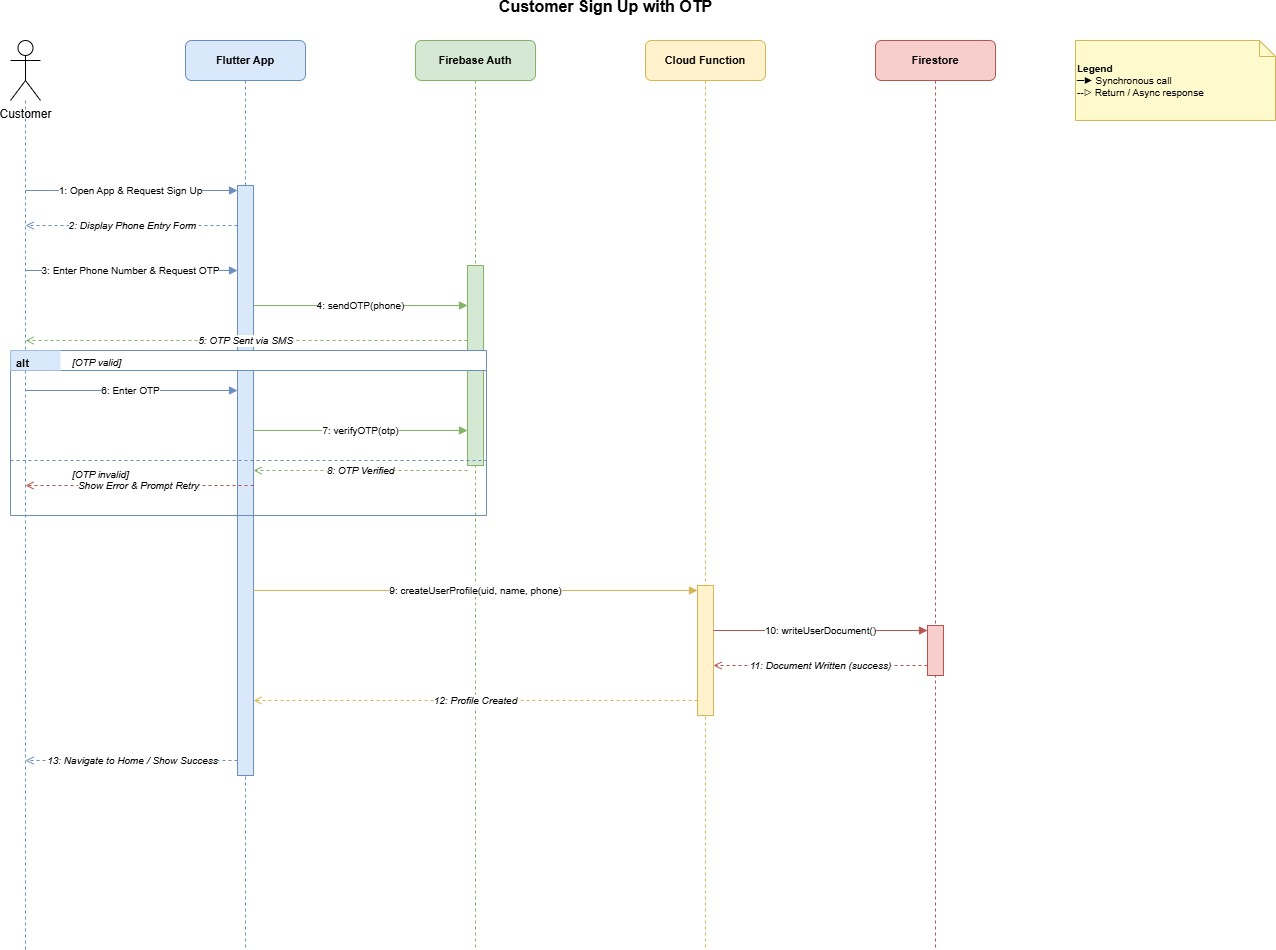 Customer Sign Up with OTP
Customer
Flutter App
Firebase Auth
Cloud Function
Firestore
Legend
Synchronous call
Return / Async response
1: Open App & Request Sign Up
2: Display Phone Entry Form
3: Enter Phone Number & Request OTP
4: sendOTP(phone)
5: OTP Sent via SMS
alt
[OTP valid]
6: Enter OTP
7: verifyOTP(otp)
8: OTP Verified
[OTP invalid]
Show Error & Prompt Retry
9: createUserProfile(uid, name, phone)
10: writeUserDocument()
11: Document Written (success)
12: Profile Created
13: Navigate to Home / Show Success